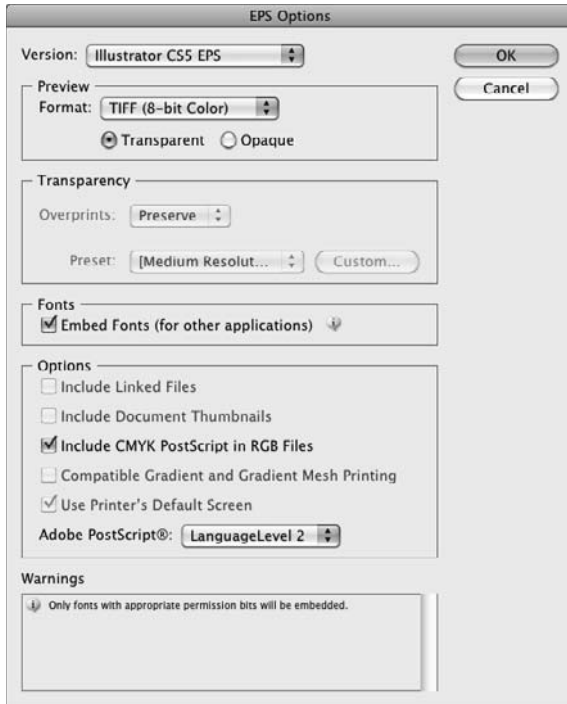 EPS Options
Version: Illustrator CS5 EPS
OK
Cancel
Preview
Format: TIFF (8-bit Color)
Transparent Opaque
Transparency
Overprints: Preserve
Preset: [Medium Resolut... Custom...
Fonts
Embed Fonts (for other applications)
Options
Include Linked Files
Include Document Thumbnails
Include CMYK PostScript in RGB Files
Compatible Gradient and Gradient Mesh Printing
Use Printer's Default Screen
Adobe PostScript®: LanguageLevel 2
Warnings
Only fonts with appropriate permission bits will be embedded.